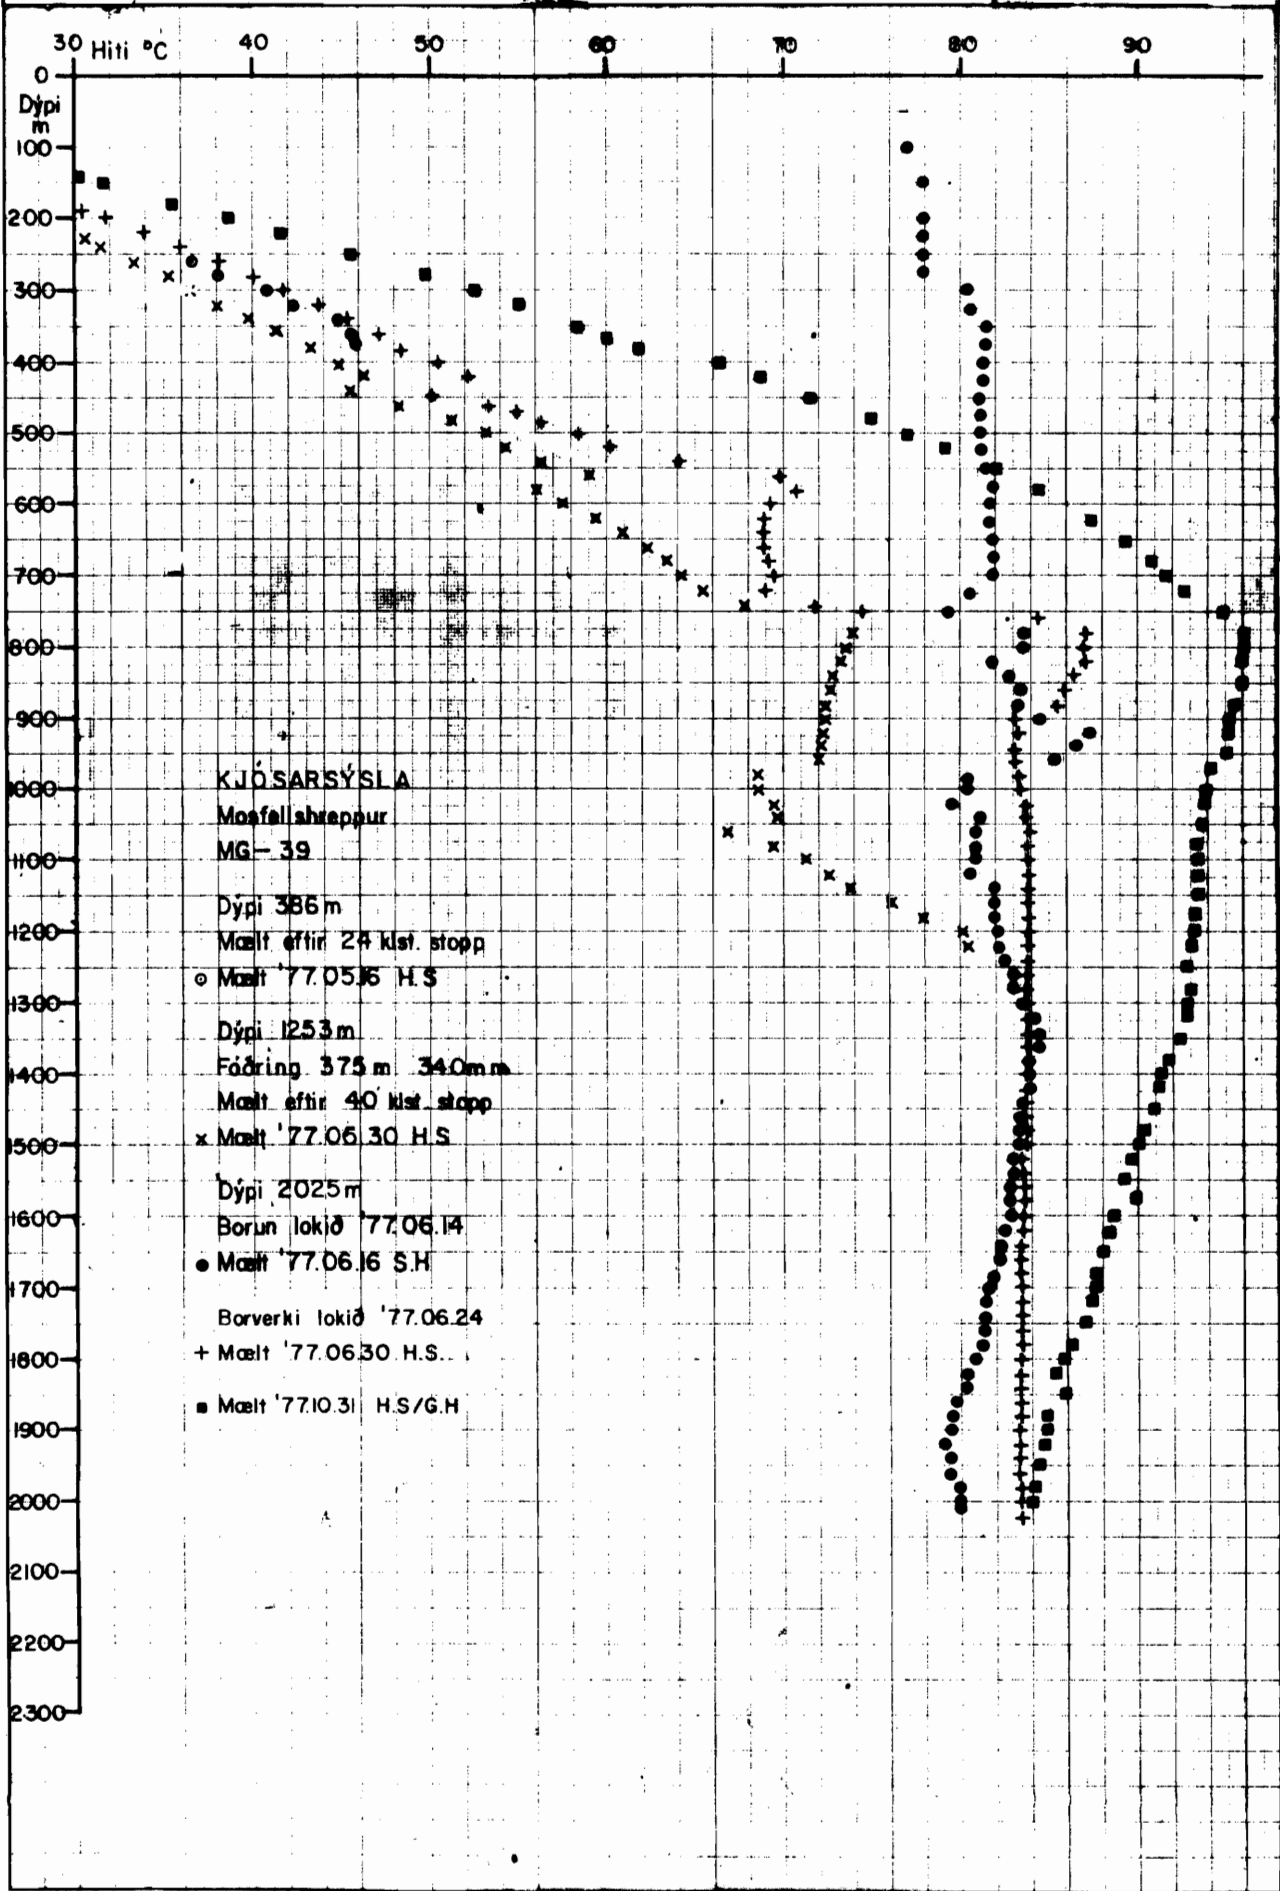 30 Hiti °C 40 50 60 70 80 90
0
Dýpi
m
100
200
300
400
500
600
700
800
900
1000
1100
1200
1300
1400
1500
1600
1700
1800
1900
2000
2100
2200
2300
KJÓSARSÝSLA
Mosfellshreppur
MG-39
Dýpi 386 m
Mælt eftir 24 klst. stopp
⊙ Mælt '77.05.16 H.S
Dýpi 1253 m
Fóðring 375 m 340mm
Mælt eftir 40 klst. stopp
x Mælt '77.06.30 H.S
Dýpi 2025 m
Borun lokið '77.06.14
● Mælt '77.06.16 S.H
Borverki lokið '77.06.24
+ Mælt '77.06.30 H.S.
■ Mælt '77.10.31 H.S/G.H